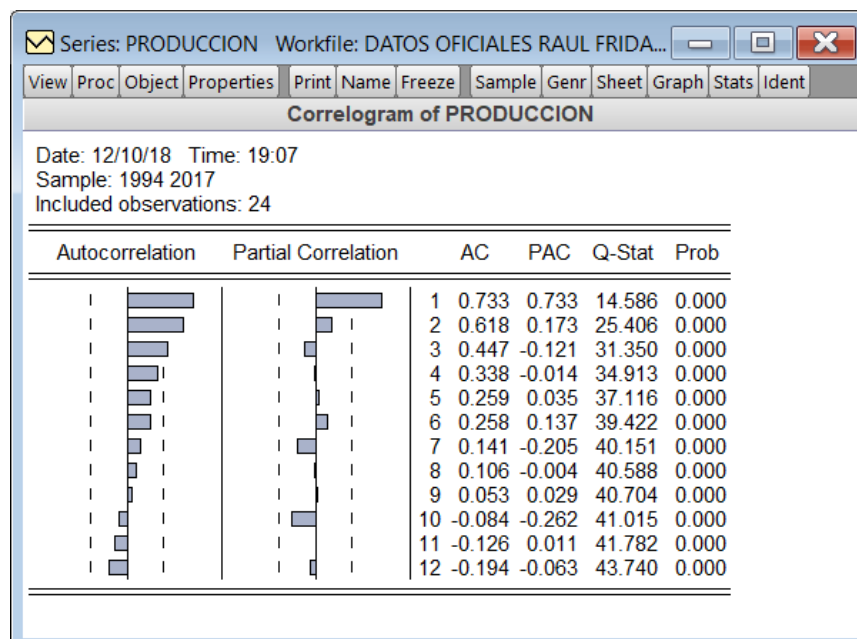 Series: PRODUCCION Workfile: DATOS OFICIALES RAUL FRIDA...
View Proc Object Properties Print Name Freeze Sample Genr Sheet Graph Stats Ident
Correlogram of PRODUCCION
Date: 12/10/18 Time: 19:07
Sample: 1994 2017
Included observations: 24
Autocorrelation Partial Correlation AC PAC Q-Stat Prob
1 0.733 0.733 14.586 0.000
2 0.618 0.173 25.406 0.000
3 0.447 -0.121 31.350 0.000
4 0.338 -0.014 34.913 0.000
5 0.259 0.035 37.116 0.000
6 0.258 0.137 39.422 0.000
7 0.141 -0.205 40.151 0.000
8 0.106 -0.004 40.588 0.000
9 0.053 0.029 40.704 0.000
10 -0.084 -0.262 41.015 0.000
11 -0.126 0.011 41.782 0.000
12 -0.194 -0.063 43.740 0.000